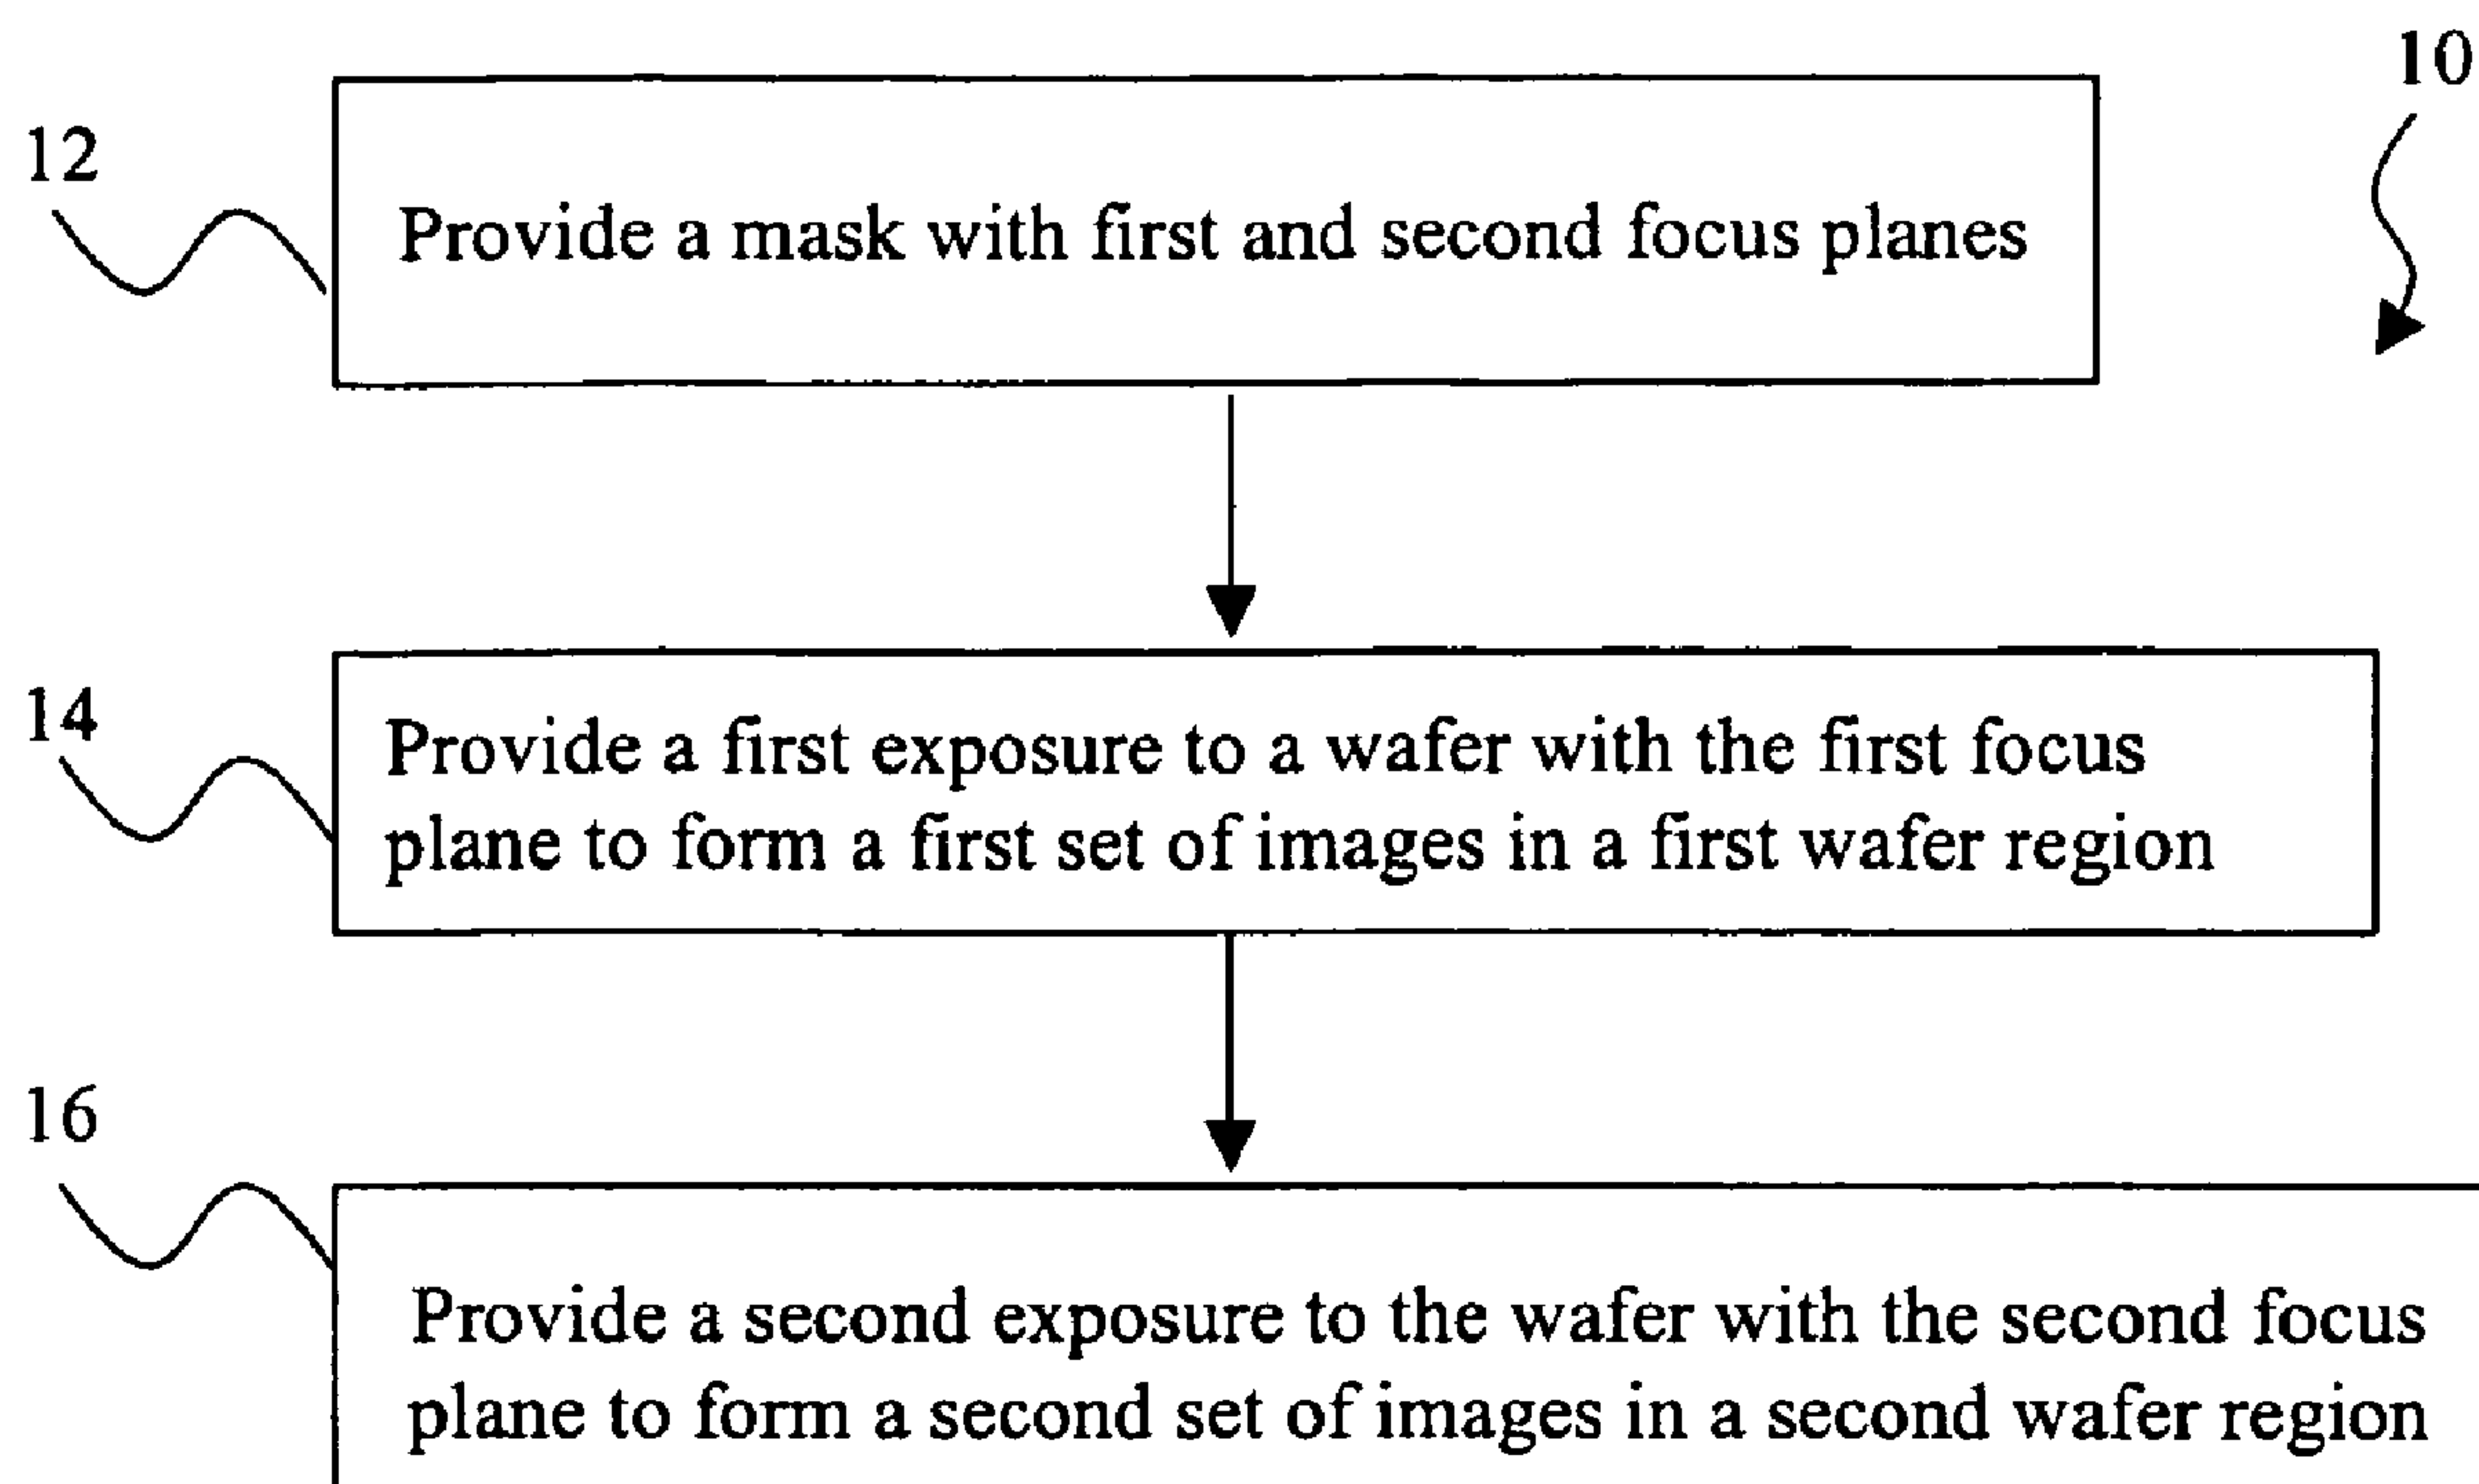 10
12
Provide a mask with first and second focus planes
14
Provide a first exposure to a wafer with the first focus
plane to form a first set of images in a first wafer region
16
Provide a second exposure to the wafer with the second focus
plane to form a second set of images in a second wafer region